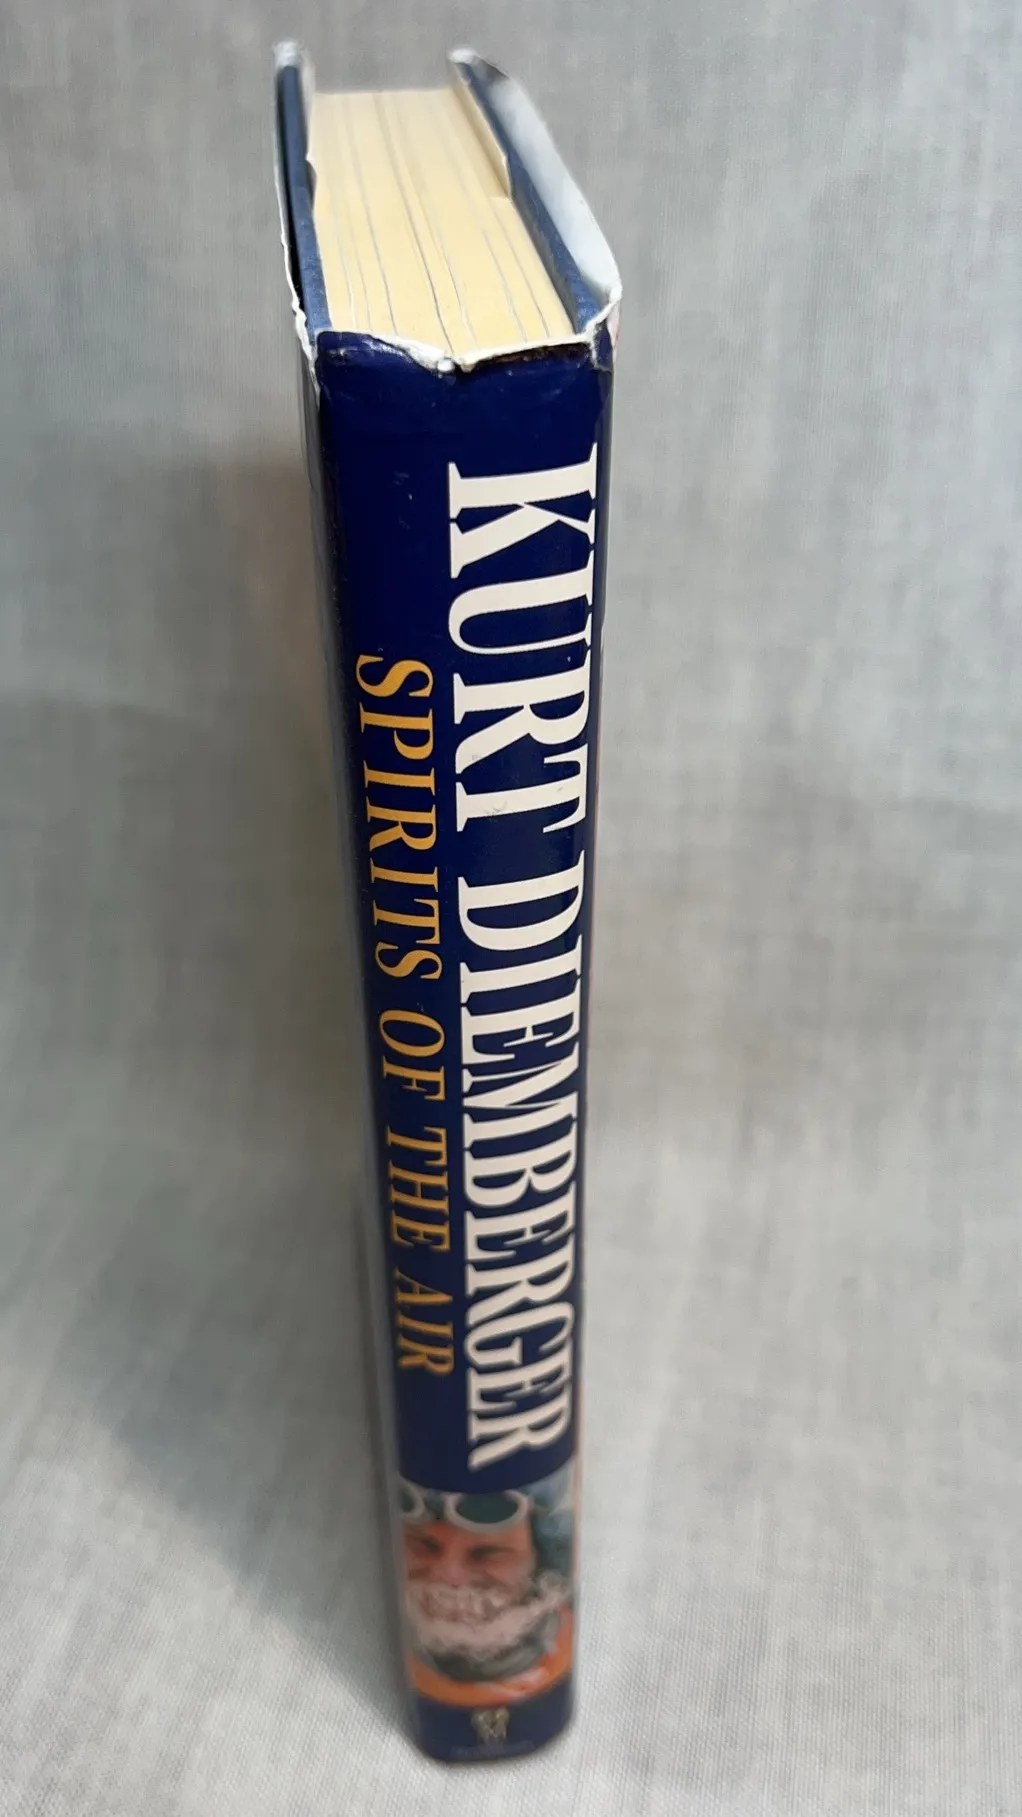 KURT DIEMBERGER
SPIRITS OF THE AIR